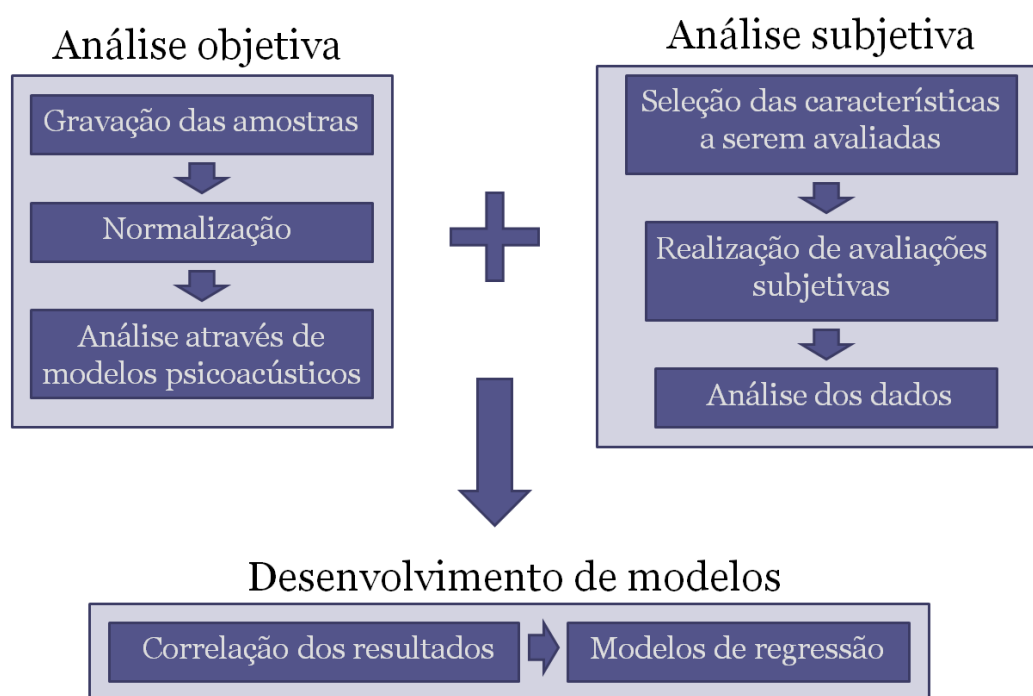 Análise objetiva
Gravação das amostras
Normalização
Análise através de
modelos psicoacústicos
Análise subjetiva
Seleção das características
a serem avaliadas
Realização de avaliações
subjetivas
Análise dos dados
Desenvolvimento de modelos
Correlação dos resultados
Modelos de regressão